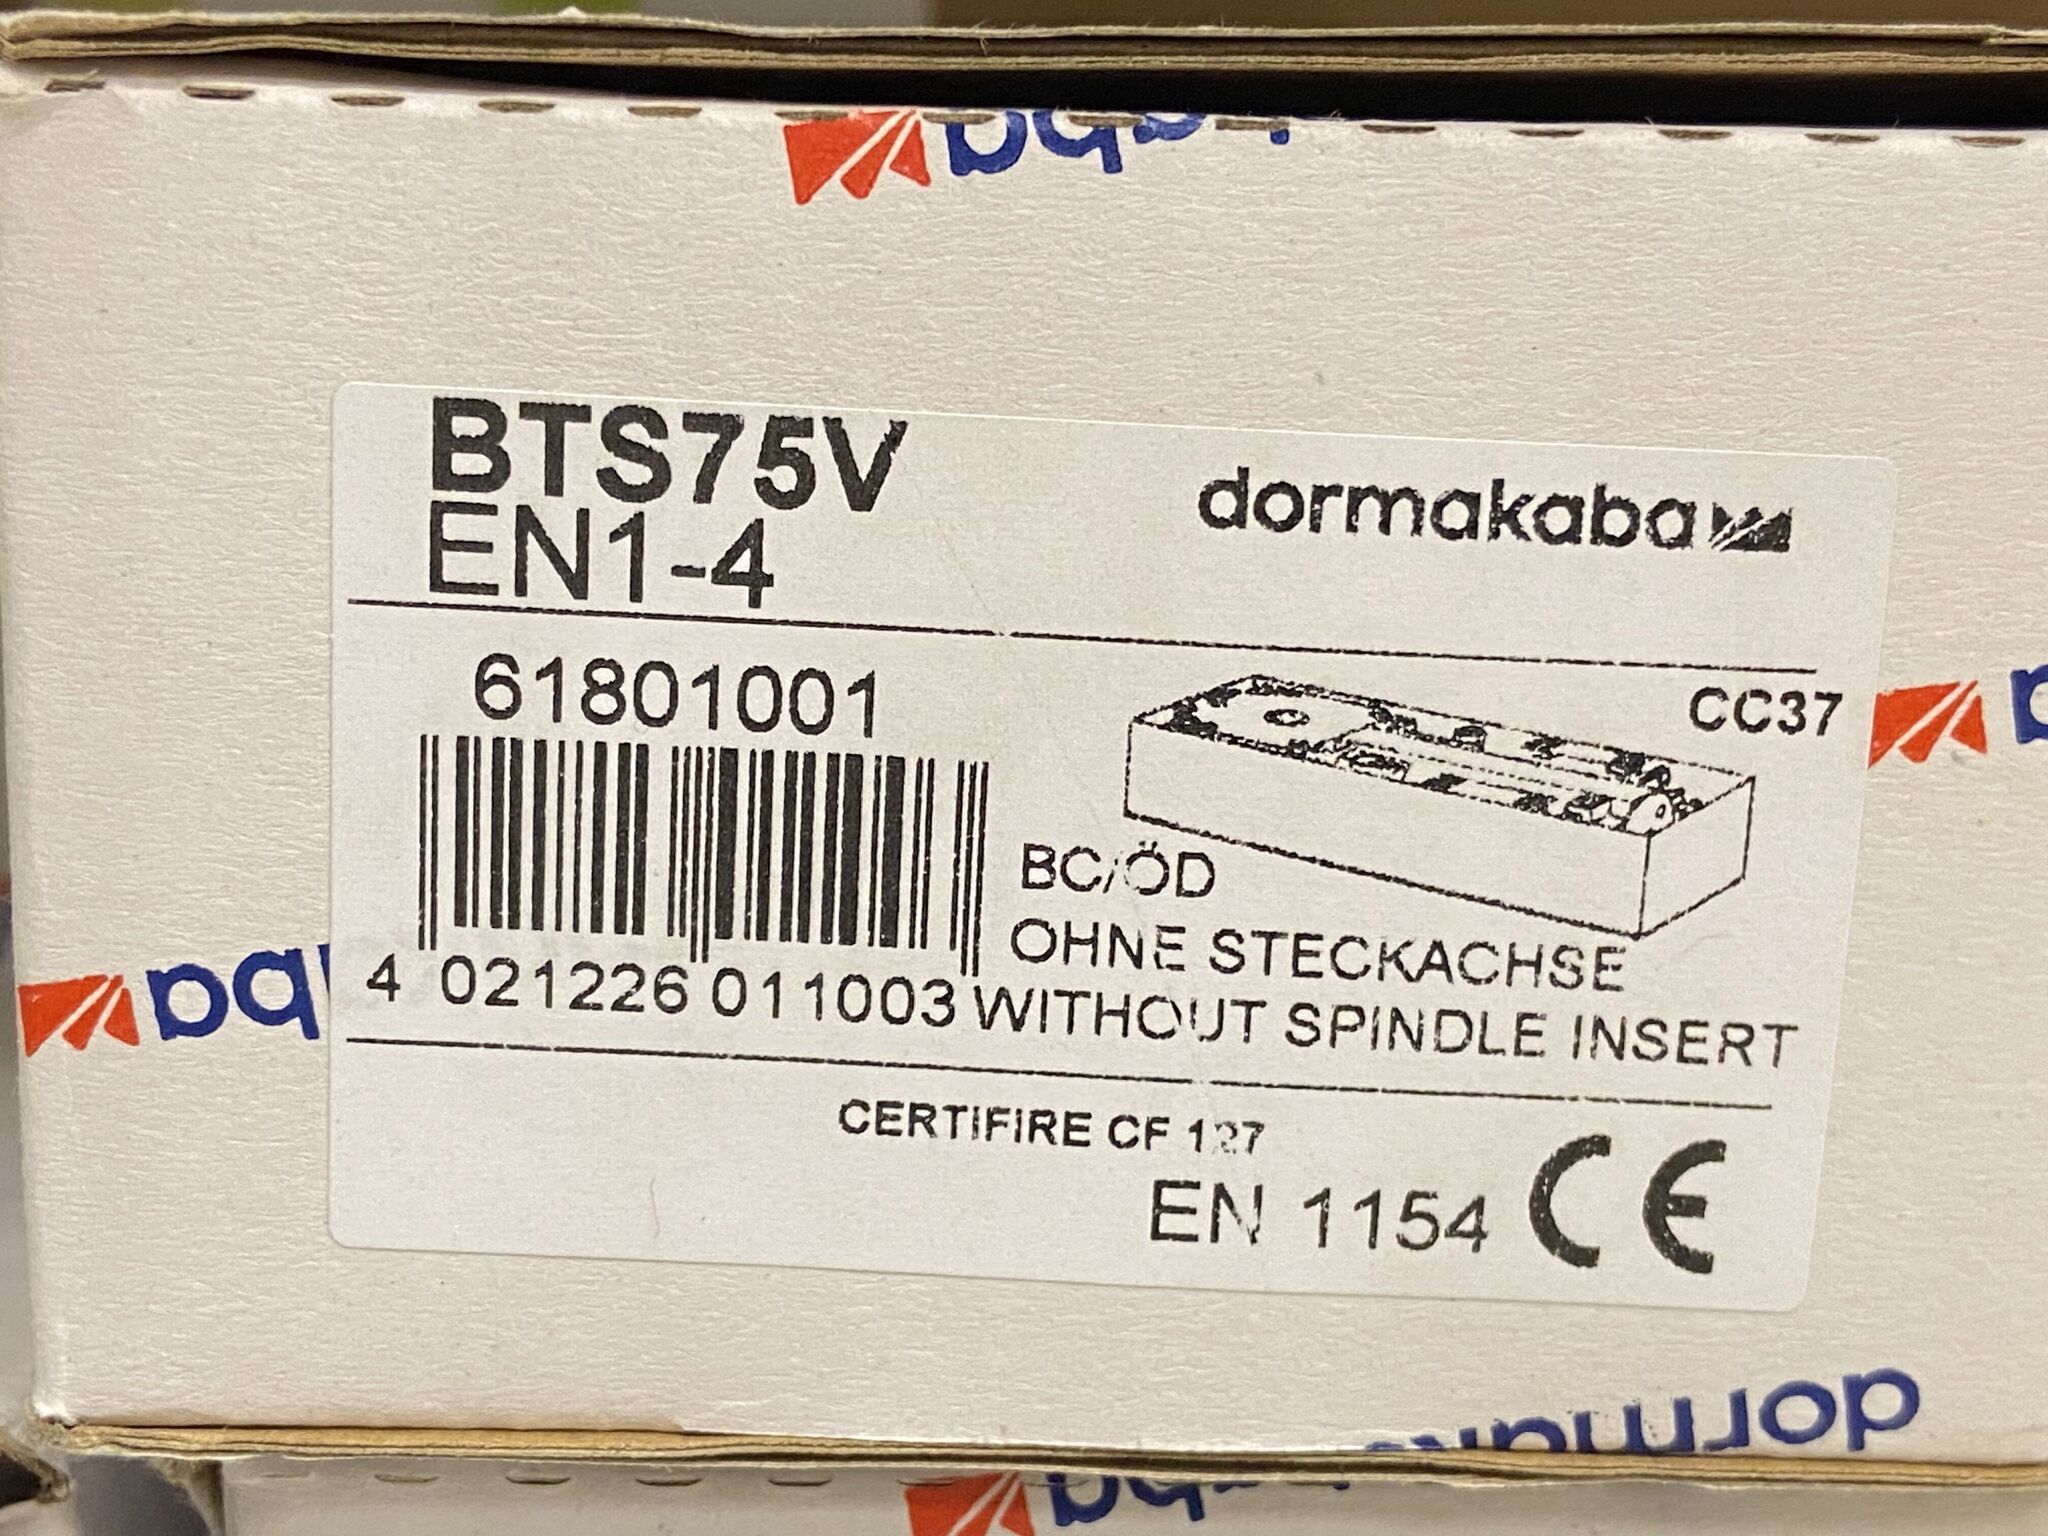 BTS75V
EN1-4
dormakaba
61801001
CC37
BC/ÖD
OHNE STECKACHSE
4 021226 011003
WITHOUT SPINDLE INSERT
CERTIFIRE CF 127
EN 1154 CE